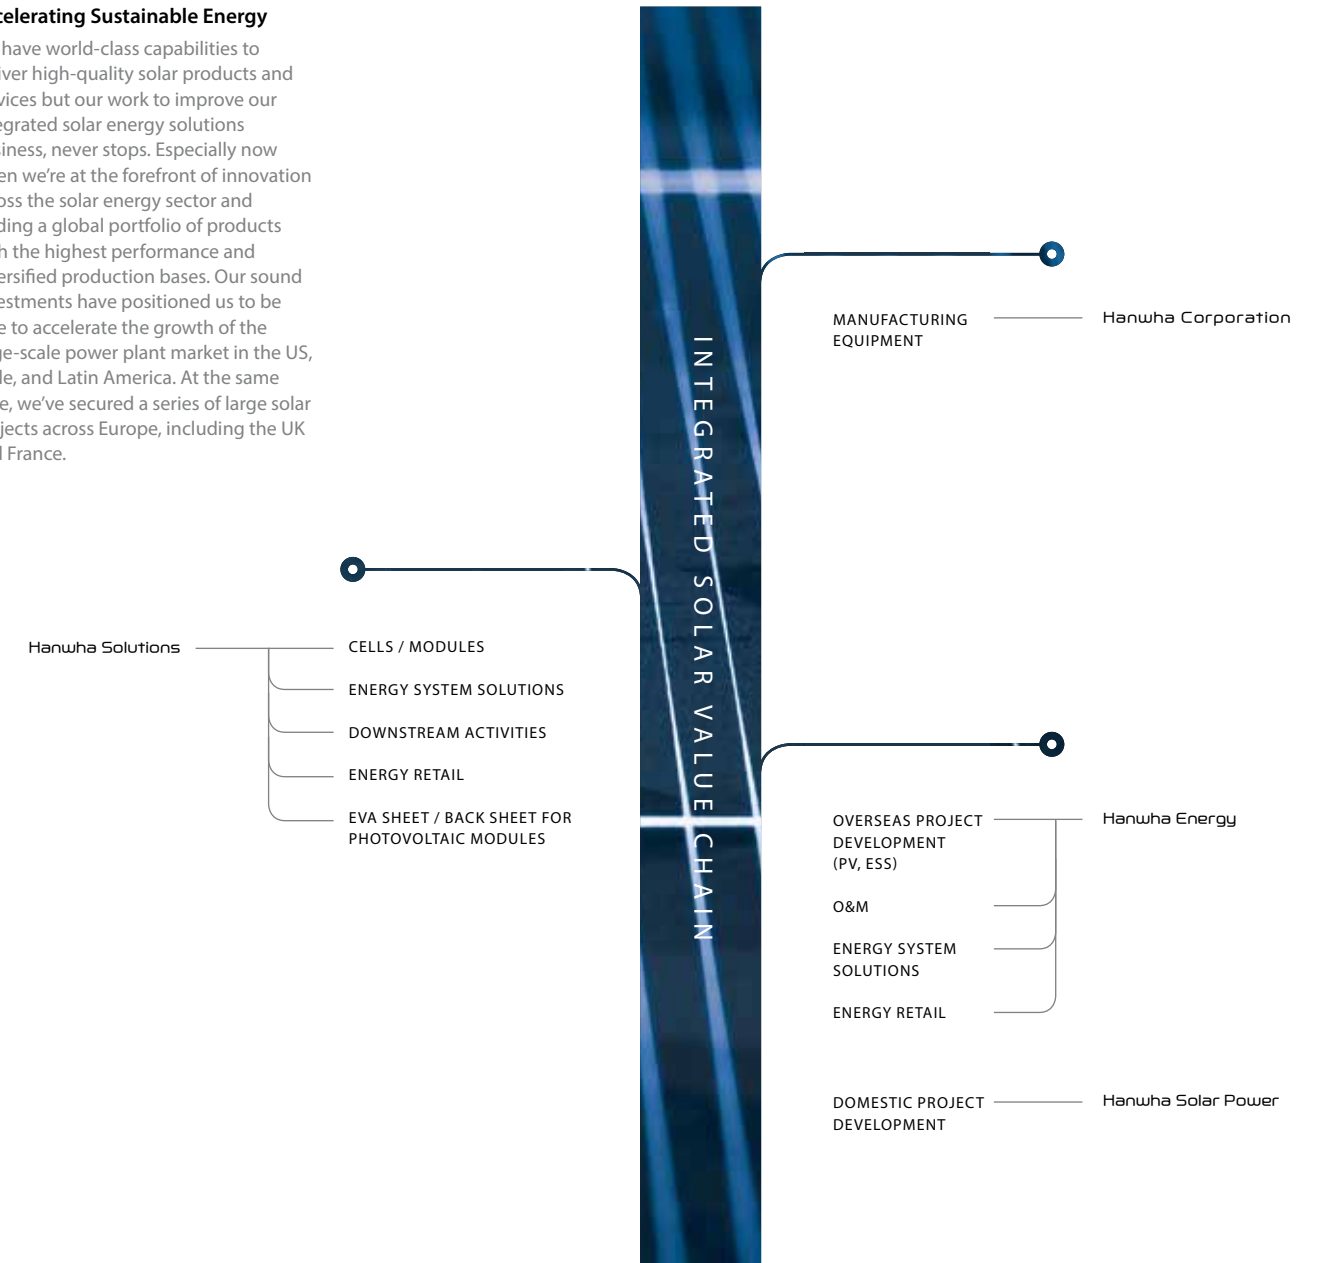 celerating Sustainable Energy
have world-class capabilities to
iver high-quality solar products and
vices but our work to improve our
egrated solar energy solutions
siness, never stops. Especially now
en we're at the forefront of innovation
oss the solar energy sector and
ding a global portfolio of products
h the highest performance and
ersified production bases. Our sound
estments have positioned us to be
e to accelerate the growth of the
ge-scale power plant market in the US,
le, and Latin America. At the same
e, we've secured a series of large solar
jects across Europe, including the UK
d France.
INTEGRATED SOLAR VALUE CHAIN
MANUFACTURING
EQUIPMENT
Hanwha Corporation
Hanwha Solutions
CELLS / MODULES
ENERGY SYSTEM SOLUTIONS
DOWNSTREAM ACTIVITIES
ENERGY RETAIL
EVA SHEET / BACK SHEET FOR
PHOTOVOLTAIC MODULES
OVERSEAS PROJECT
DEVELOPMENT
(PV, ESS)
Hanwha Energy
O&M
ENERGY SYSTEM
SOLUTIONS
ENERGY RETAIL
DOMESTIC PROJECT
DEVELOPMENT
Hanwha Solar Power